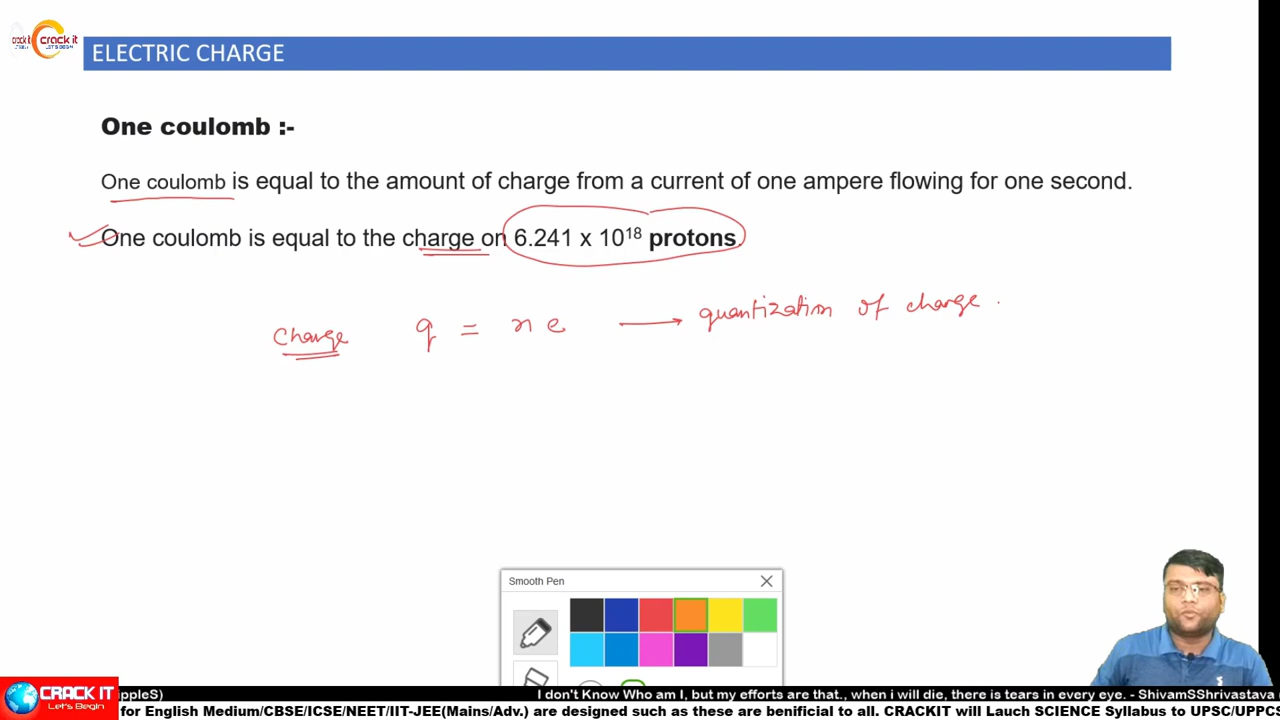 crack it
LET'S BEGIN
ELECTRIC CHARGE
One coulomb :-
One coulomb is equal to the amount of charge from a current of one ampere flowing for one second.
One coulomb is equal to the charge on 6.241 x 10¹⁸ protons.
Charge q = n e → quantization of charge.
Smooth Pen
CRACK IT
Let's Begin
ppleS)
I don't Know Who am I, but my efforts are that., when i will die, there is tears in every eye. - ShivamSShrivastava (
for English Medium/CBSE/ICSE/NEET/IIT-JEE(Mains/Adv.) are designed such as these are benificial to all. CRACKIT will Lauch SCIENCE Syllabus to UPSC/UPPCS